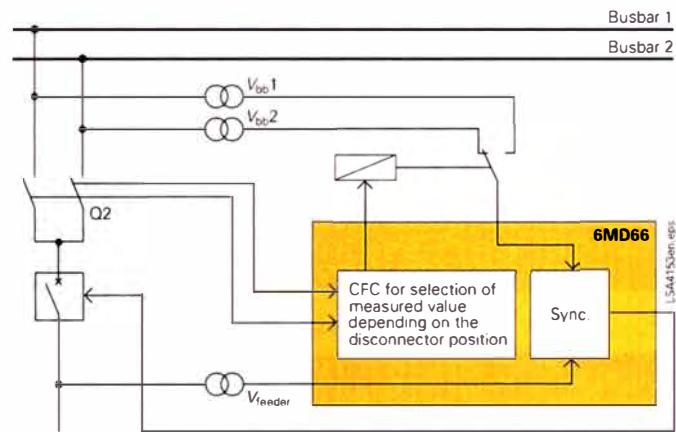 Busbar 1
Busbar 2
Vbb1
Vbb2
Q2
6MD66
CFC for selection of
measured value
depending on the
disconnector position
Sync.
Vfeeder
LSA4153en.eps